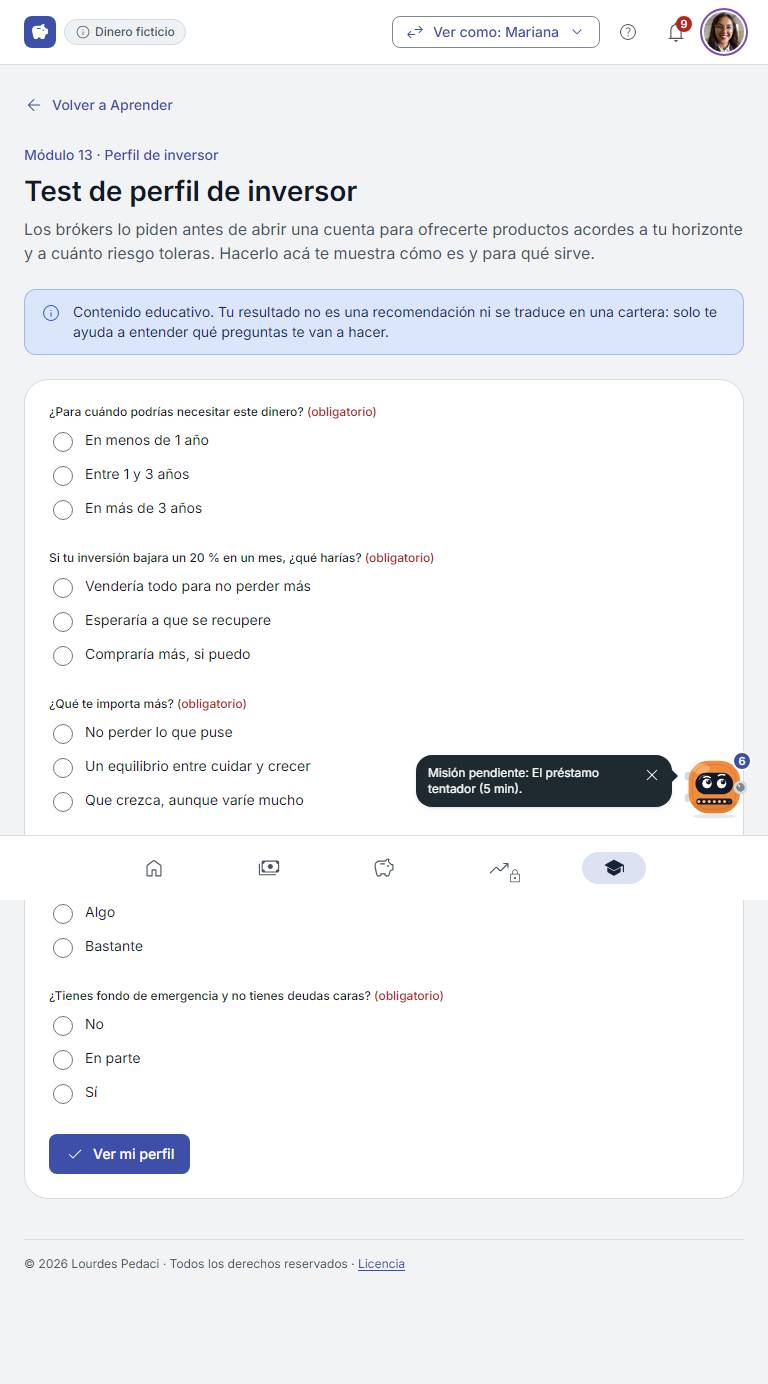 Dinero ficticio
Ver como: Mariana
9
Volver a Aprender
Módulo 13 · Perfil de inversor
Test de perfil de inversor
Los brókers lo piden antes de abrir una cuenta para ofrecerte productos acordes a tu horizonte
y a cuánto riesgo toleras. Hacerlo acá te muestra cómo es y para qué sirve.
Contenido educativo. Tu resultado no es una recomendación ni se traduce en una cartera: solo te
ayuda a entender qué preguntas te van a hacer.
¿Para cuándo podrías necesitar este dinero? (obligatorio)
En menos de 1 año
Entre 1 y 3 años
En más de 3 años
Si tu inversión bajara un 20 % en un mes, ¿qué harías? (obligatorio)
Vendería todo para no perder más
Esperaría a que se recupere
Compraría más, si puedo
¿Qué te importa más? (obligatorio)
No perder lo que puse
Un equilibrio entre cuidar y crecer
Que crezca, aunque varíe mucho
Misión pendiente: El préstamo
tentador (5 min).
6
Algo
Bastante
¿Tienes fondo de emergencia y no tienes deudas caras? (obligatorio)
No
En parte
Sí
Ver mi perfil
© 2026 Lourdes Pedaci · Todos los derechos reservados · Licencia